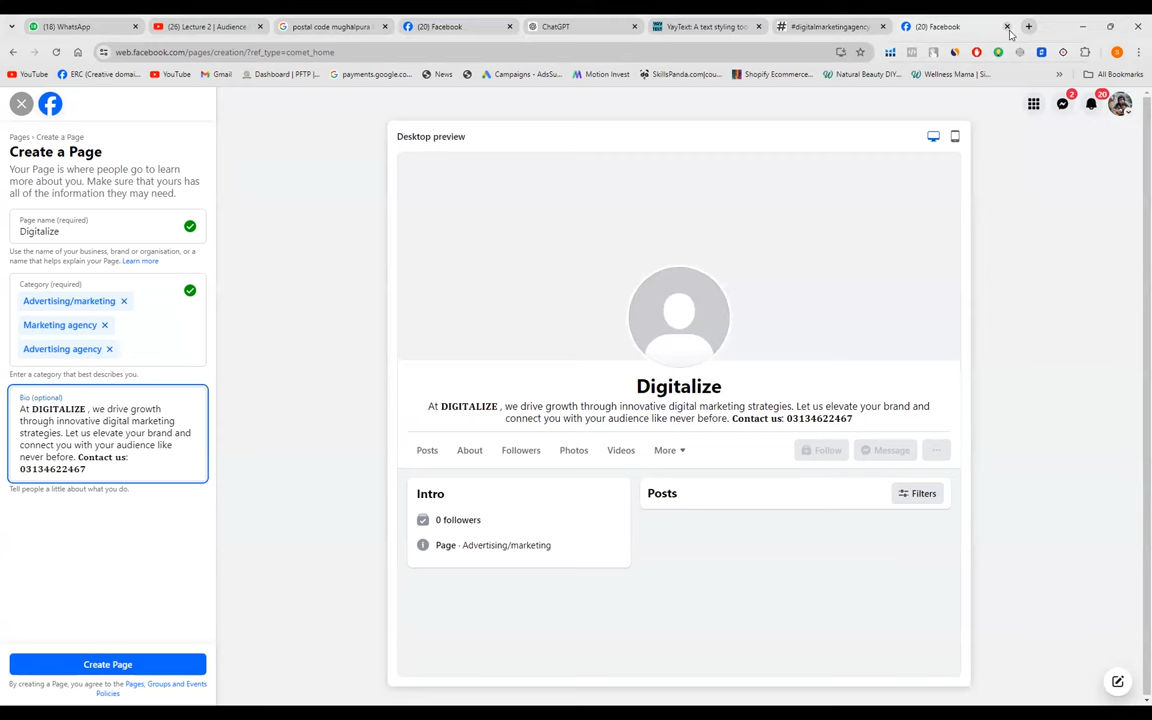 (18) WhatsApp
(26) Lecture 2 | Audience
postal code mughalpura
(20) Facebook
ChatGPT
YayText: A text styling too
#digitalmarketingagency
(20) Facebook
web.facebook.com/pages/creation/?ref_type=comet_home
YouTube
ERC (Creative domai...
YouTube
Gmail
Dashboard | PFTP |...
payments.google.co...
News
Campaigns - AdsSu...
Motion Invest
SkillsPanda.com|cou...
Shopify Ecommerce...
Natural Beauty DIY...
Wellness Mama | Si...
»
All Bookmarks
S
2
20
Pages › Create a Page
Create a Page
Your Page is where people go to learn
more about you. Make sure that yours has
all of the information they may need.
Page name (required)
Digitalize
Use the name of your business, brand or organisation, or a
name that helps explain your Page. Learn more
Category (required)
Advertising/marketing
Marketing agency
Advertising agency
Enter a category that best describes you.
Bio (optional)
At DIGITALIZE , we drive growth
through innovative digital marketing
strategies. Let us elevate your brand and
connect you with your audience like
never before. Contact us:
03134622467
Tell people a little about what you do.
Create Page
By creating a Page, you agree to the Pages, Groups and Events
Policies
Desktop preview
Digitalize
At DIGITALIZE , we drive growth through innovative digital marketing strategies. Let us elevate your brand and
connect you with your audience like never before. Contact us: 03134622467
Posts
About
Followers
Photos
Videos
More
Follow
Message
Intro
0 followers
Page · Advertising/marketing
Posts
Filters